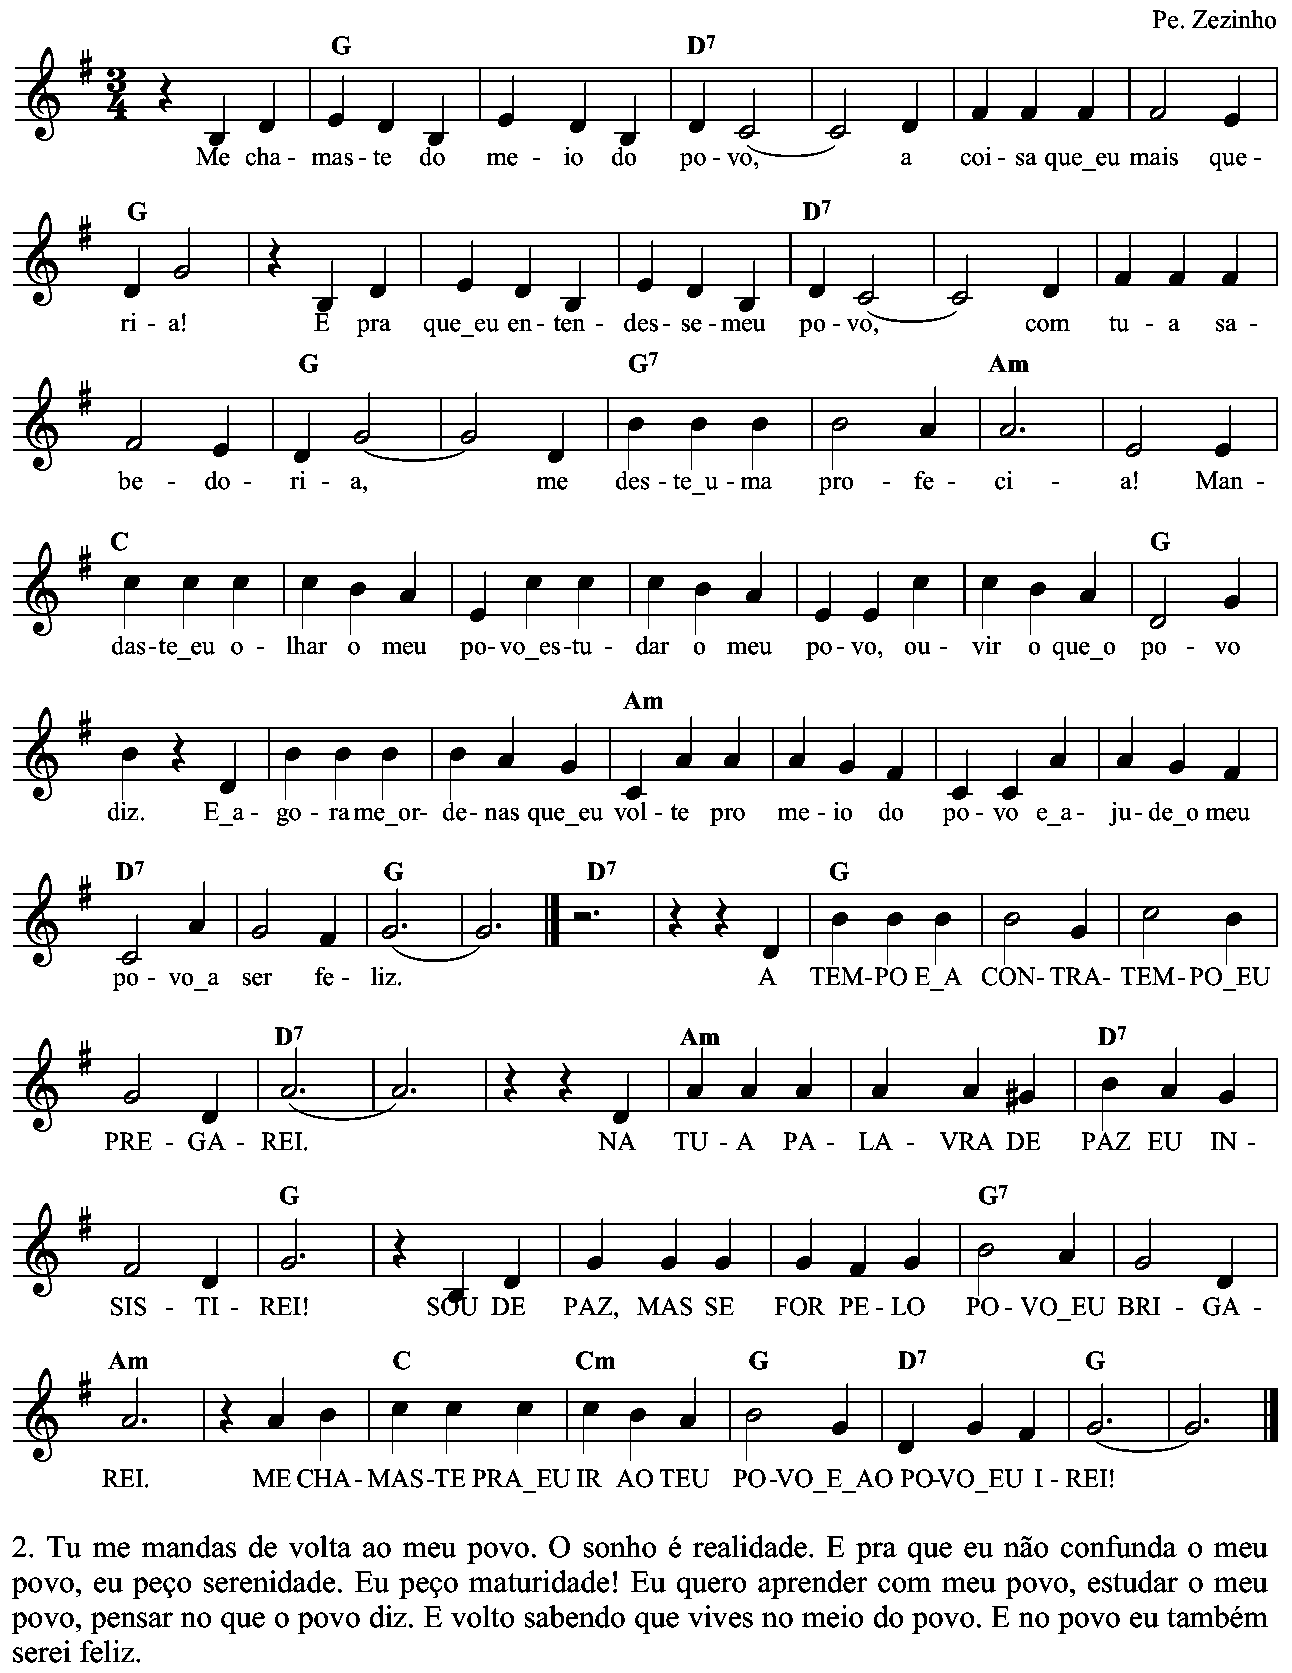 Pe. Zezinho
G D7
3 4
Me cha- mas-te do me - io do po-vo, a coi - sa que_eu mais que-
G D7
ri - a! E pra que_eu en-ten- des-se-meu po-vo, com tu - a sa-
G G7 Am
be - do- ri - a, me des-te_u-ma pro - fe - ci - a! Man-
C G
das-te_eu o - lhar o meu po-vo_es-tu- dar o meu po-vo, ou- vir o que_o po - vo
Am
diz. E_a- go-rame_or- de-nas que_eu vol-te pro me-io do po-vo e_a- ju-de_o meu
D7 G D7 G
po-vo_a ser fe- liz. A TEM-PO E_A CON-TRA- TEM-PO_EU
D7 Am D7
PRE - GA- REI. NA TU - A PA - LA - VRA DE PAZ EU IN-
G G7
SIS - TI - REI! SOU DE PAZ, MAS SE FOR PE-LO PO-VO_EU BRI - GA -
Am C Cm G D7 G
REI. ME CHA- MAS-TE PRA_EU IR AO TEU PO-VO_E_AO PO-VO_EU I-REI!
2. Tu me mandas de volta ao meu povo. O sonho é realidade. E pra que eu não confunda o meu
povo, eu peço serenidade. Eu peço maturidade! Eu quero aprender com meu povo, estudar o meu
povo, pensar no que o povo diz. E volto sabendo que vives no meio do povo. E no povo eu também
serei feliz.